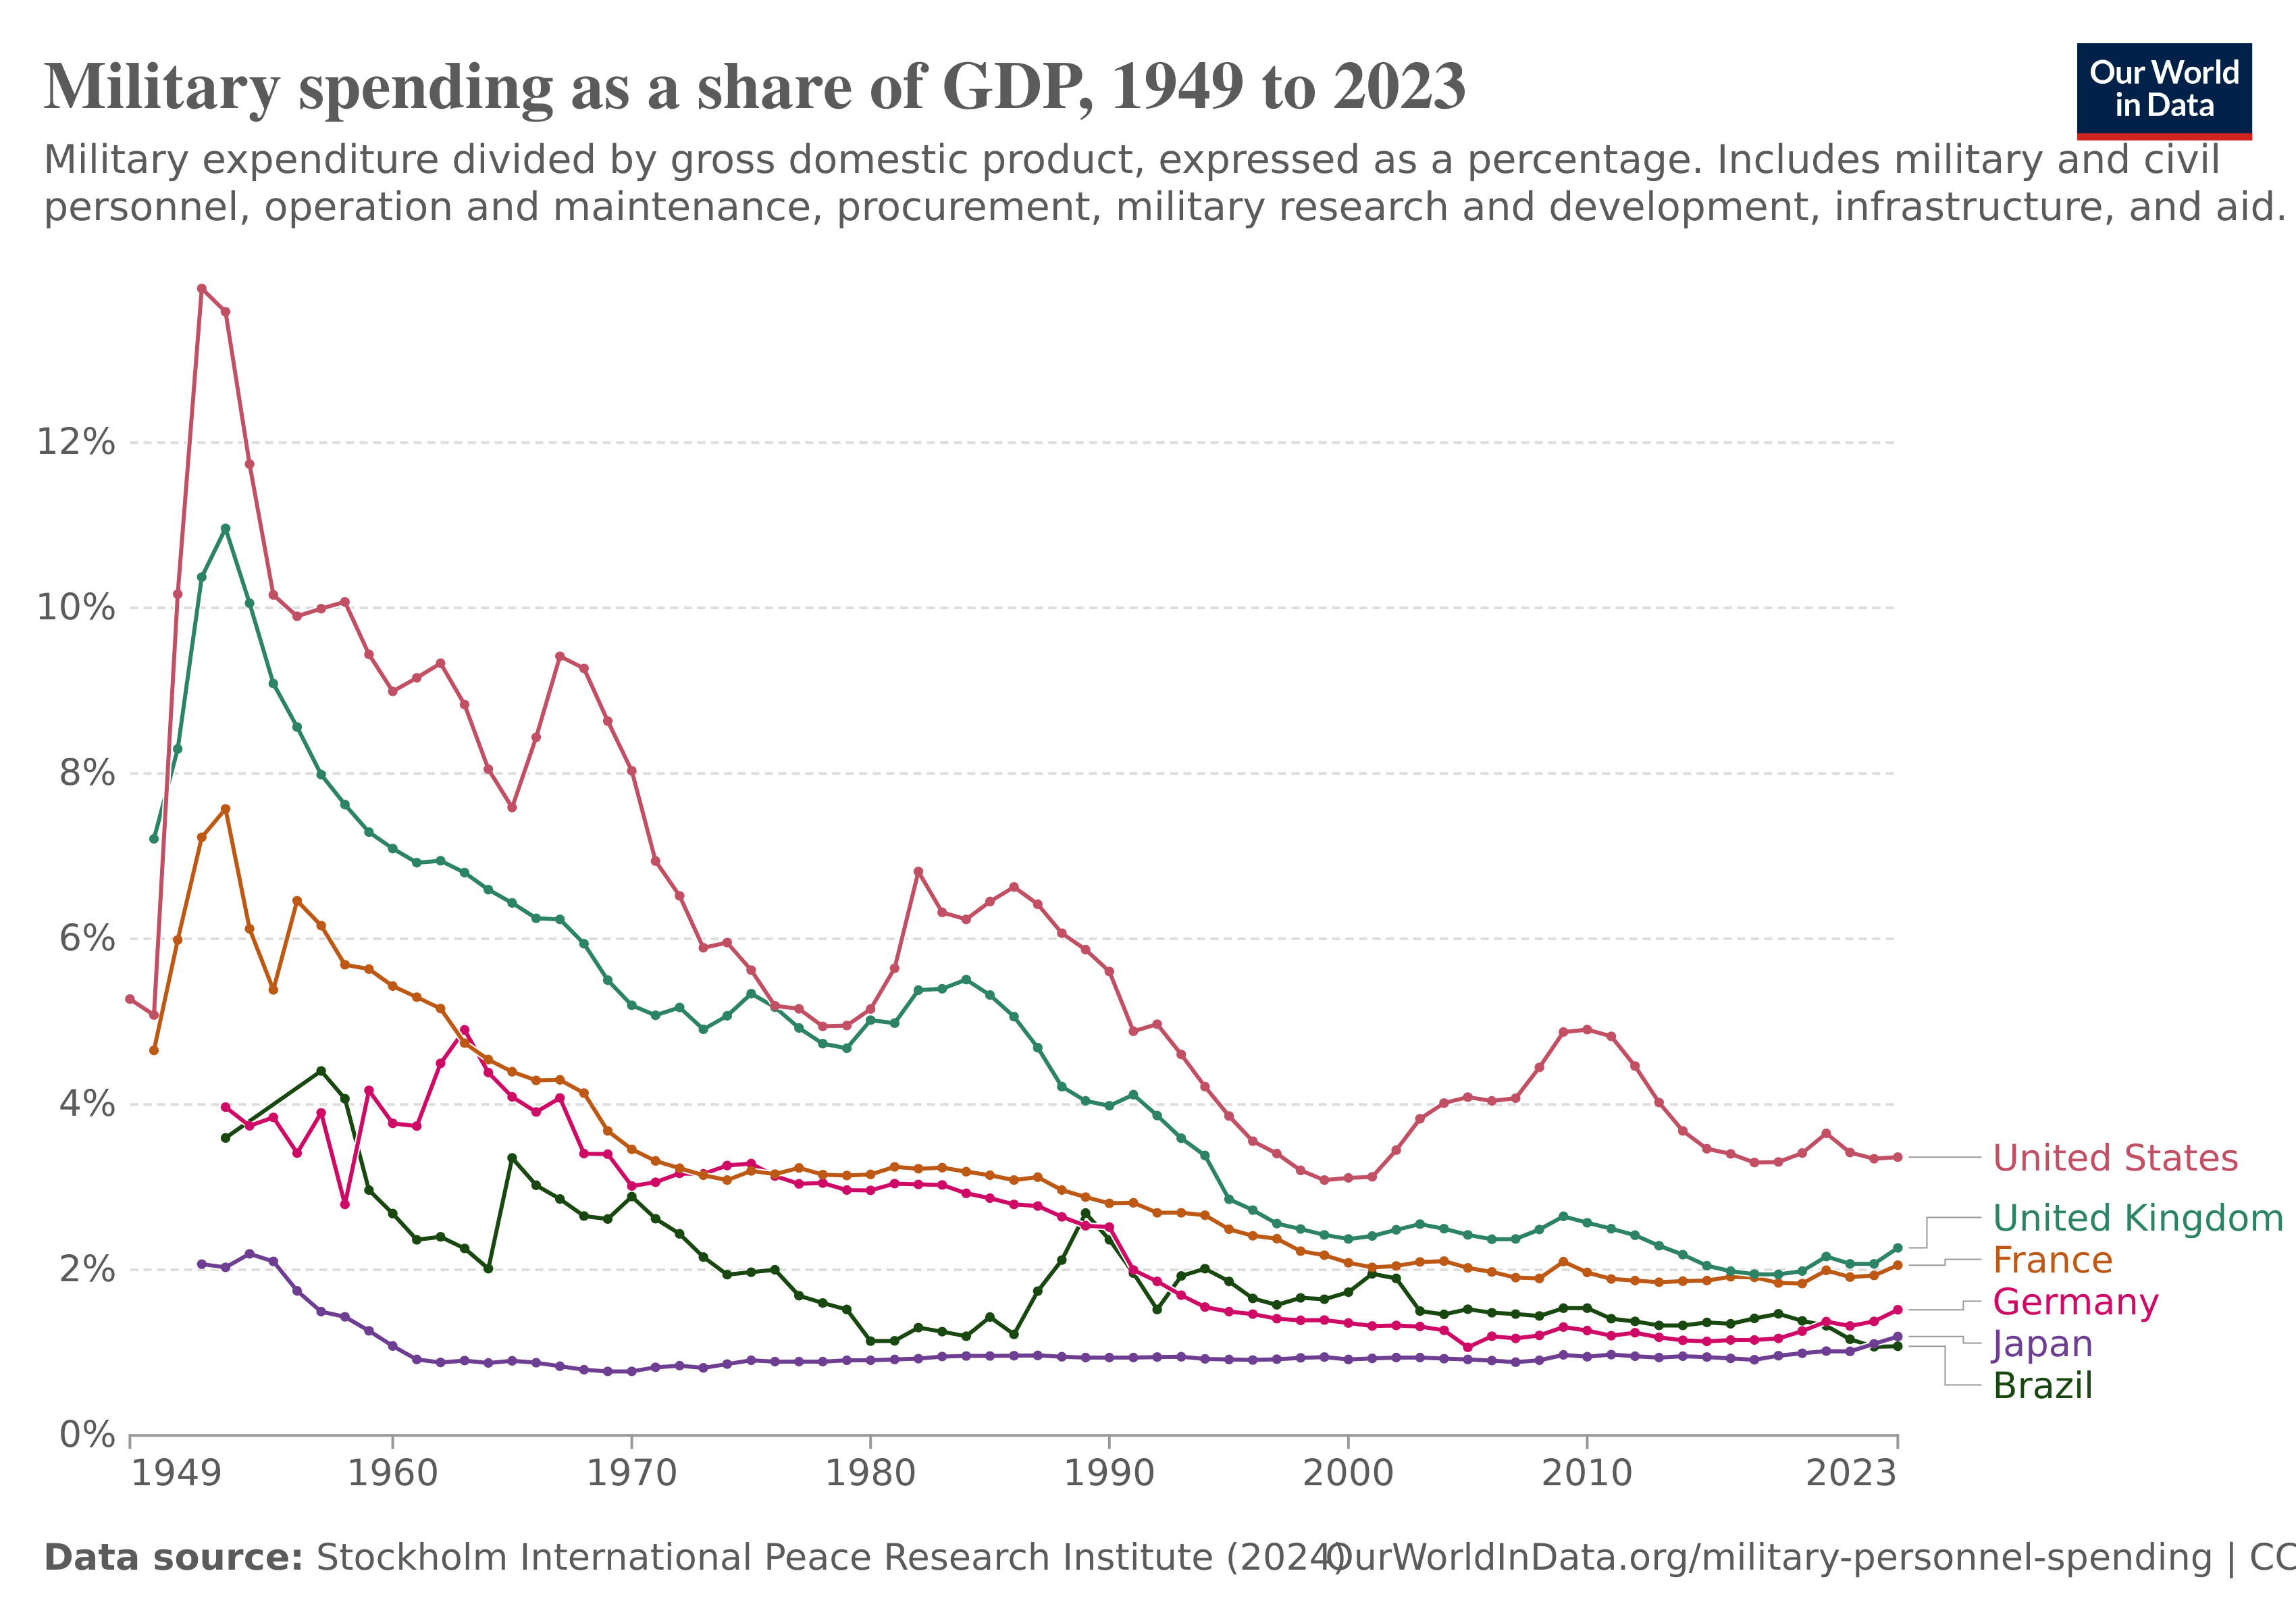 Military spending as a share of GDP, 1949 to 2023
Our World
in Data
Military expenditure divided by gross domestic product, expressed as a percentage. Includes military and civil
personnel, operation and maintenance, procurement, military research and development, infrastructure, and aid.
12%
10%
8%
6%
4%
2%
0%
United States
United Kingdom
France
Germany
Japan
Brazil
1949 1960 1970 1980 1990 2000 2010 2023
Data source: Stockholm International Peace Research Institute (2024) OurWorldInData.org/military-personnel-spending | CC